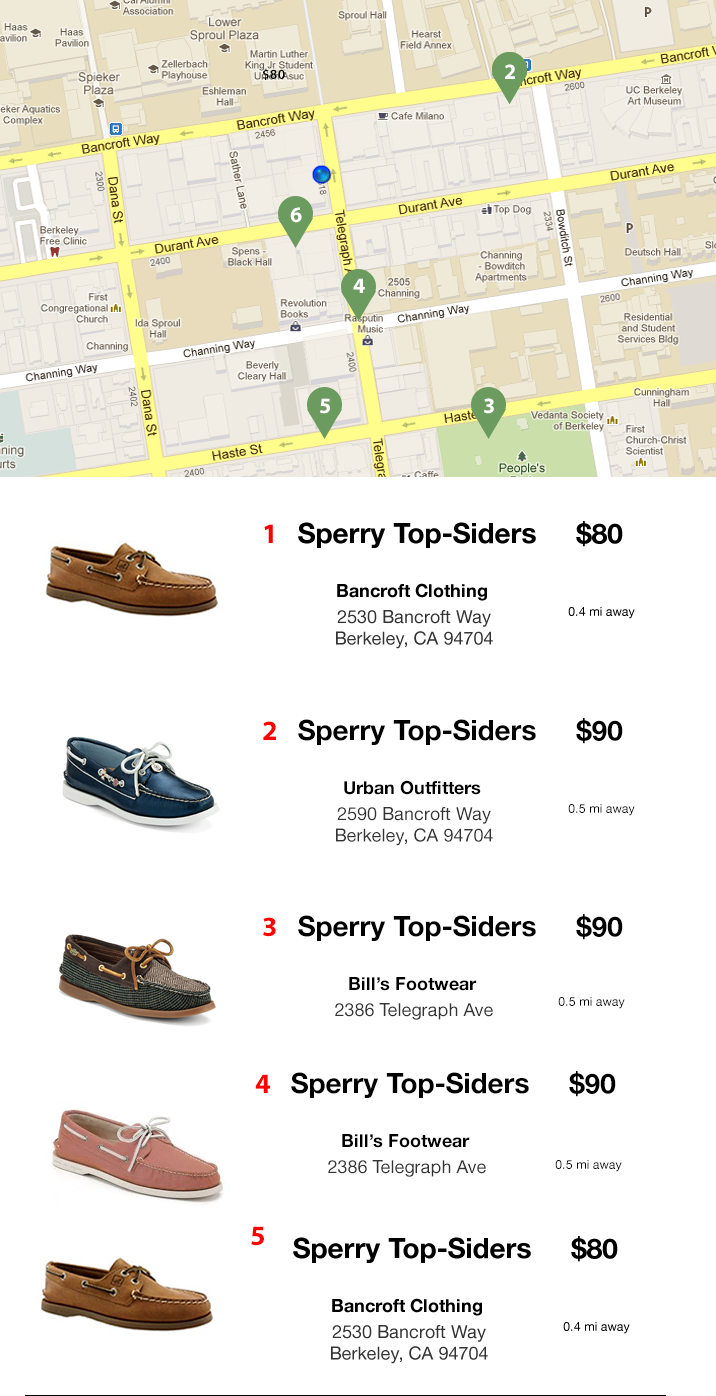 Haas
Pavilion
Haas
Pavilion
Cal Alumni
Association
Lower
Sproul Plaza
Sproul Hall
Hearst
Field Annex
P
Zellerbach
Playhouse
Martin Luther
King Jr Student
$80
Asuc
Spieker
Plaza
Eshleman
Hall
2
Bancroft Way
2600
UC Berkeley
Art Museum
Complex
Cafe Milano
Bancroft Way
Bancroft Way
2456
2300
Dana St
Sather Lane
18
6
Durant Ave
Durant Ave
Top Dog
2334
Bowditch St
P
Berkeley
Free Clinic
Durant Ave
2400
Spens -
Black Hall
Telegraph
Channing
- Bowditch
Apartments
Deutsch Hall
Channing Way
4
2505
Channing
2600
First
Congregational
Church
Ida Sproul
Hall
Revolution
Books
Rasputin
Music
Channing Way
Residential
and Student
Services Bldg
Channing
Channing Way
Beverly
Cleary Hall
2400
2402
Dana St
5
3
Haste
Vedanta Society
of Berkeley
Cunningham
Hall
First
Church-Christ
Scientist
Haste St
2400
People's
1 Sperry Top-Siders $80
Bancroft Clothing
2530 Bancroft Way
Berkeley, CA 94704
0.4 mi away
2 Sperry Top-Siders $90
Urban Outfitters
2590 Bancroft Way
Berkeley, CA 94704
0.5 mi away
3 Sperry Top-Siders $90
Bill's Footwear
2386 Telegraph Ave
0.5 mi away
4 Sperry Top-Siders $90
Bill's Footwear
2386 Telegraph Ave
0.5 mi away
5 Sperry Top-Siders $80
Bancroft Clothing
2530 Bancroft Way
Berkeley, CA 94704
0.4 mi away